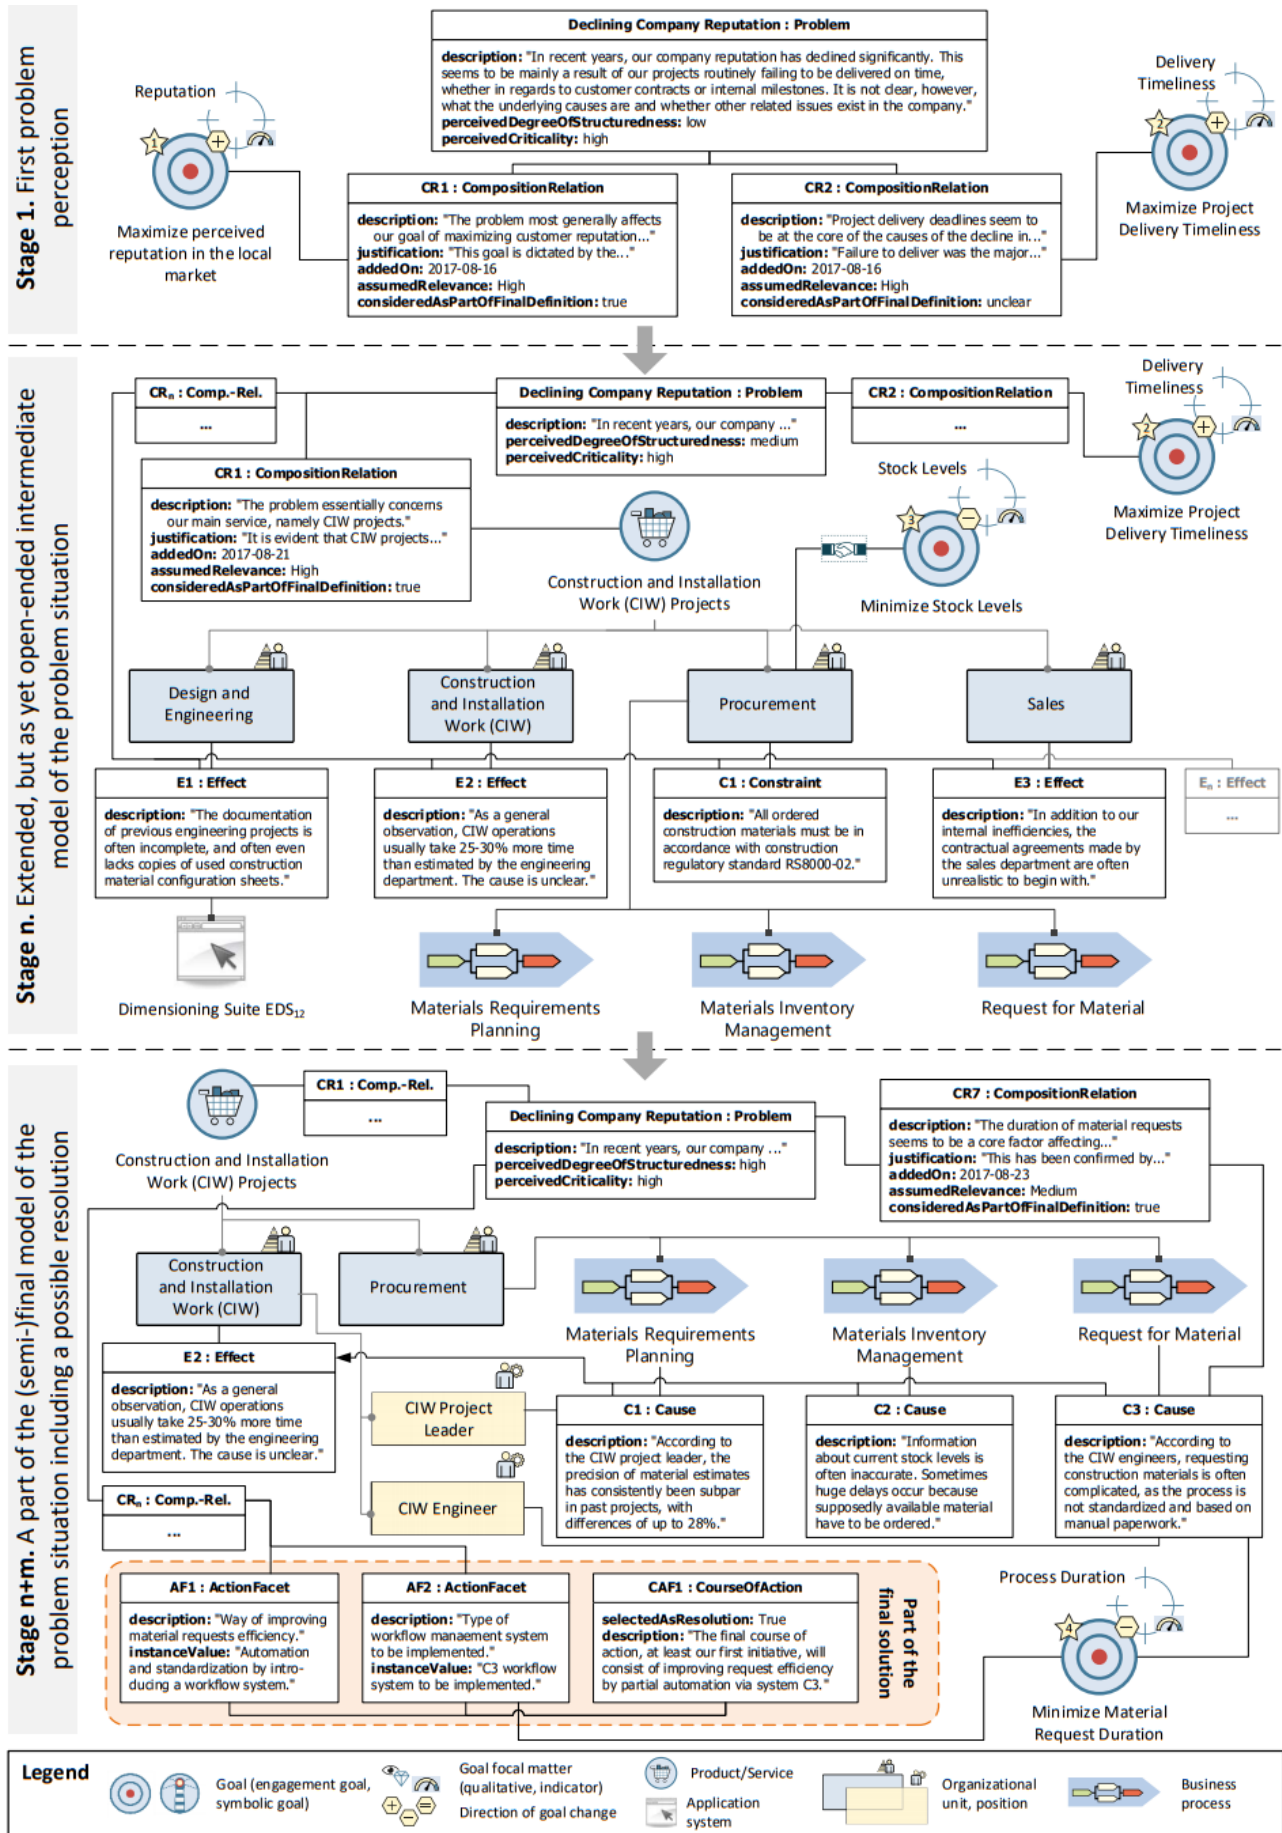 Stage 1. First problem
perception
Declining Company Reputation : Problem
description: "In recent years, our company reputation has declined significantly. This
seems to be mainly a result of our projects routinely failing to be delivered on time,
whether in regards to customer contracts or internal milestones. It is not clear, however,
what the underlying causes are and whether other related issues exist in the company."
perceivedDegreeOfStructuredness: low
perceivedCriticality: high
Reputation
1
Maximize perceived
reputation in the local
market
Delivery
Timeliness
2
Maximize Project
Delivery Timeliness
CR1 : CompositionRelation
description: "The problem most generally affects
our goal of maximizing customer reputation..."
justification: "This goal is dictated by the..."
addedOn: 2017-08-16
assumedRelevance: High
consideredAsPartOfFinalDefinition: true
CR2 : CompositionRelation
description: "Project delivery deadlines seem to
be at the core of the causes of the decline in..."
justification: "Failure to deliver was the major..."
addedOn: 2017-08-16
assumedRelevance: High
consideredAsPartOfFinalDefinition: unclear
Stage n. Extended, but as yet open-ended intermediate
model of the problem situation
CRn : Comp.-Rel.
...
Declining Company Reputation : Problem
description: "In recent years, our company ..."
perceivedDegreeOfStructuredness: medium
perceivedCriticality: high
CR2 : CompositionRelation
...
Delivery
Timeliness
2
Maximize Project
Delivery Timeliness
CR1 : CompositionRelation
description: "The problem essentially concerns
our main service, namely CIW projects."
justification: "It is evident that CIW projects..."
addedOn: 2017-08-21
assumedRelevance: High
consideredAsPartOfFinalDefinition: true
Construction and Installation
Work (CIW) Projects
Stock Levels
3
Minimize Stock Levels
Design and
Engineering
Construction
and Installation
Work (CIW)
Procurement
Sales
E1 : Effect
description: "The documentation
of previous engineering projects is
often incomplete, and often even
lacks copies of used construction
material configuration sheets."
E2 : Effect
description: "As a general
observation, CIW operations
usually take 25-30% more time
than estimated by the engineering
department. The cause is unclear."
C1 : Constraint
description: "All ordered
construction materials must be in
accordance with construction
regulatory standard RS8000-02."
E3 : Effect
description: "In addition to our
internal inefficiencies, the
contractual agreements made by
the sales department are often
unrealistic to begin with."
En : Effect
...
Dimensioning Suite EDS12
Materials Requirements
Planning
Materials Inventory
Management
Request for Material
Stage n+m. A part of the (semi-)final model of the
problem situation including a possible resolution
Construction and Installation
Work (CIW) Projects
CR1 : Comp.-Rel.
...
Declining Company Reputation : Problem
description: "In recent years, our company ..."
perceivedDegreeOfStructuredness: high
perceivedCriticality: high
CR7 : CompositionRelation
description: "The duration of material requests
seems to be a core factor affecting..."
justification: "This has been confirmed by..."
addedOn: 2017-08-23
assumedRelevance: Medium
consideredAsPartOfFinalDefinition: true
Construction
and Installation
Work (CIW)
Procurement
Materials Requirements
Planning
Materials Inventory
Management
Request for Material
E2 : Effect
description: "As a general
observation, CIW operations
usually take 25-30% more time
than estimated by the engineering
department. The cause is unclear."
CIW Project
Leader
CIW Engineer
C1 : Cause
description: "According to
the CIW project leader, the
precision of material estimates
has consistently been subpar
in past projects, with
differences of up to 28%."
C2 : Cause
description: "Information
about current stock levels is
often inaccurate. Sometimes
huge delays occur because
supposedly available material
have to be ordered."
C3 : Cause
description: "According to
the CIW engineers, requesting
construction materials is often
complicated, as the process is
not standardized and based on
manual paperwork."
CRn : Comp.-Rel.
...
AF1 : ActionFacet
description: "Way of improving
material requests efficiency."
instanceValue: "Automation
and standardization by intro-
ducing a workflow system."
AF2 : ActionFacet
description: "Type of
workflow manaement system
to be implemented."
instanceValue: "C3 workflow
system to be implemented."
CAF1 : CourseOfAction
selectedAsResolution: True
description: "The final course of
action, at least our first initiative, will
consist of improving request efficiency
by partial automation via system C3."
Part of the
final solution
Process Duration
4
Minimize Material
Request Duration
Legend
Goal (engagement goal,
symbolic goal)
Goal focal matter
(qualitative, indicator)
Direction of goal change
Product/Service
Application
system
Organizational
unit, position
Business
process